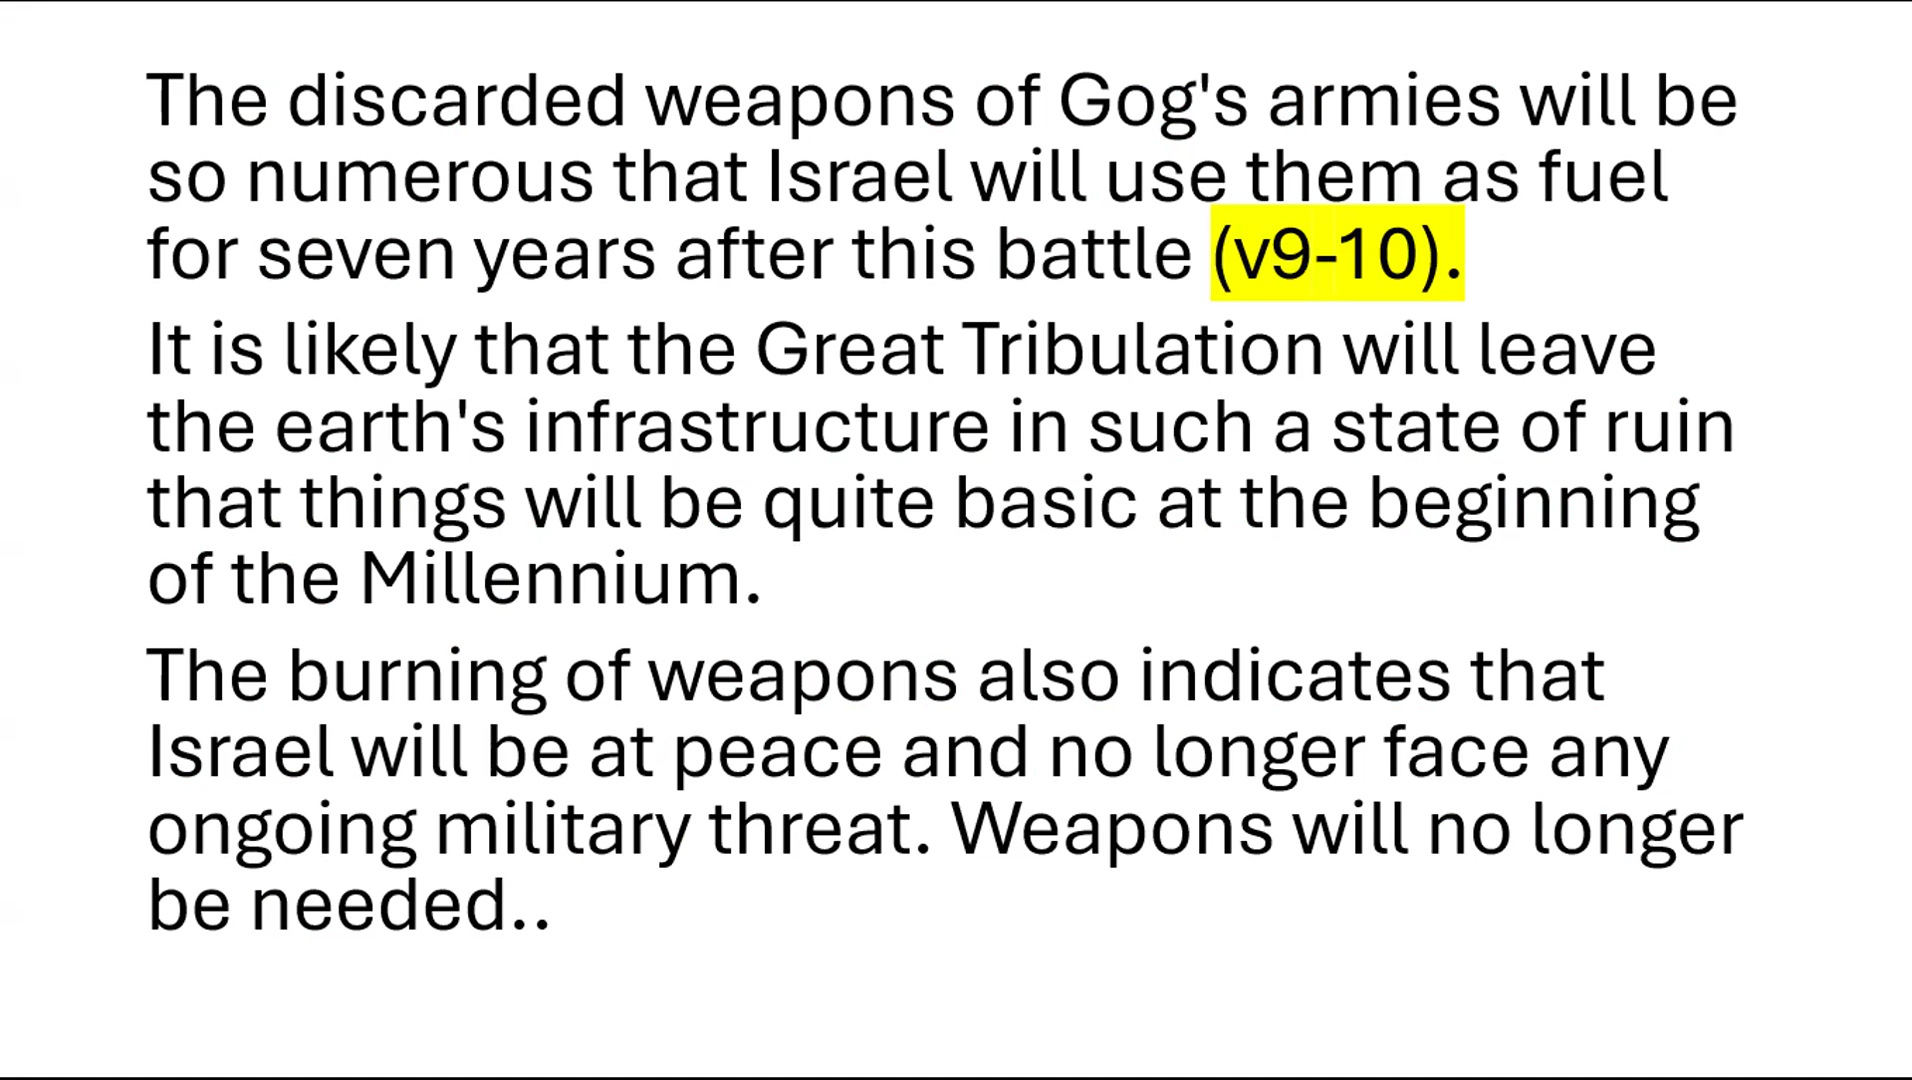 The discarded weapons of Gog's armies will be
so numerous that Israel will use them as fuel
for seven years after this battle (v9-10).
It is likely that the Great Tribulation will leave
the earth's infrastructure in such a state of ruin
that things will be quite basic at the beginning
of the Millennium.
The burning of weapons also indicates that
Israel will be at peace and no longer face any
ongoing military threat. Weapons will no longer
be needed..